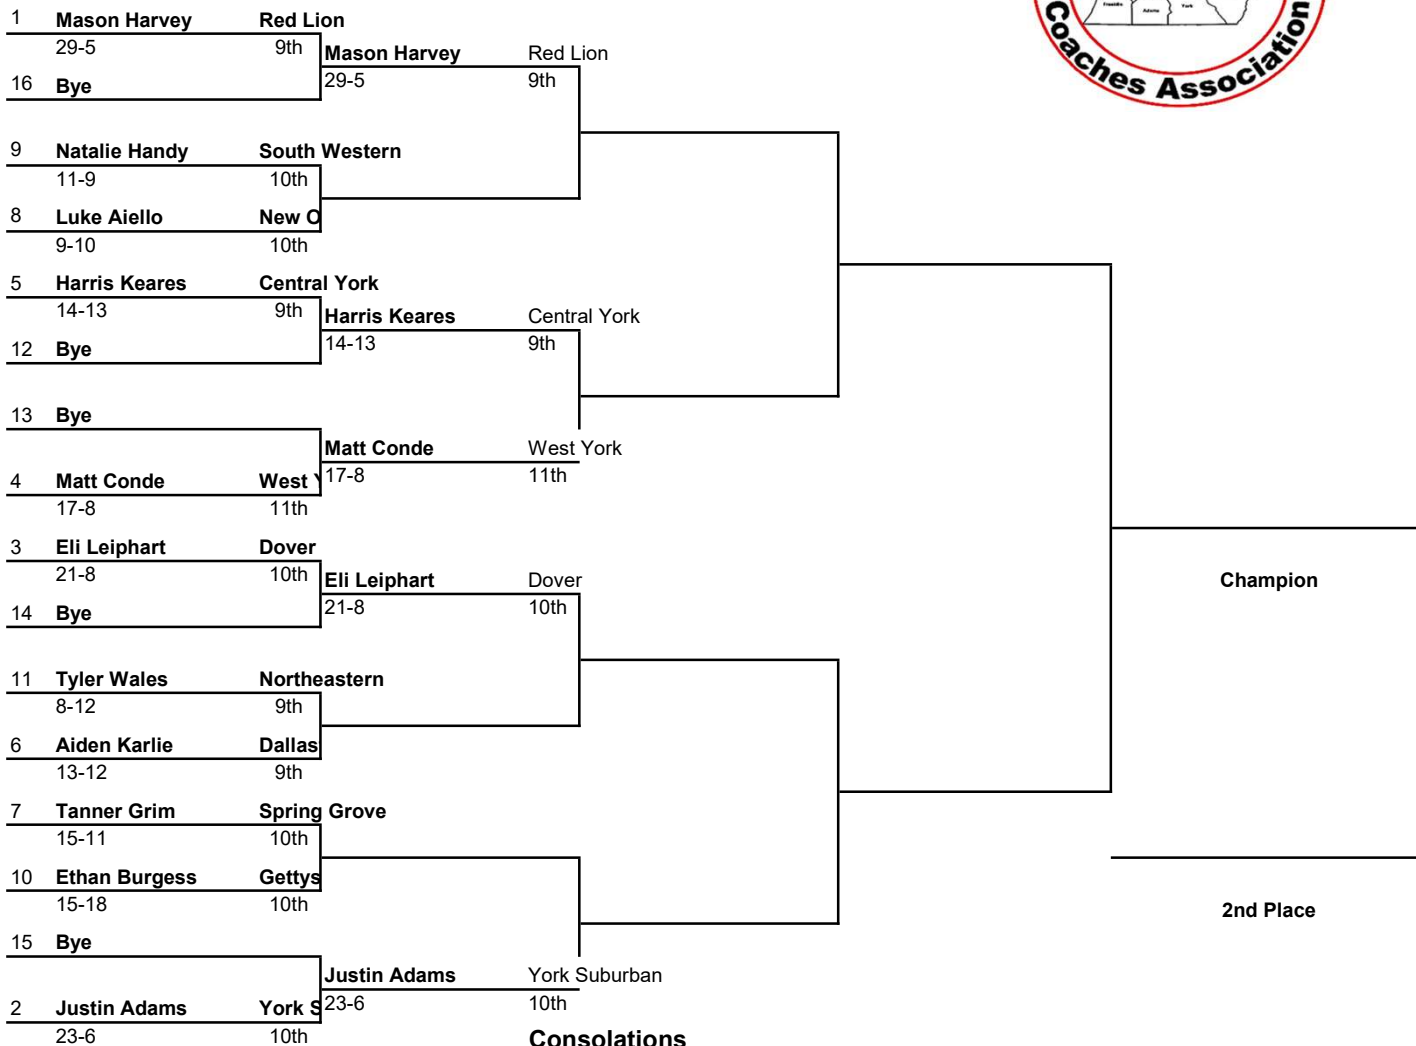 1 Mason Harvey Red Lion
29-5 9th
Mason Harvey Red Lion
29-5 9th
16 Bye
9 Natalie Handy South Western
11-9 10th
8 Luke Aiello New O
9-10 10th
5 Harris Keares Central York
14-13 9th
Harris Keares Central York
14-13 9th
12 Bye
13 Bye
Matt Conde West York
17-8 11th
4 Matt Conde West
17-8 11th
3 Eli Leiphart Dover
21-8 10th
Eli Leiphart Dover
21-8 10th
14 Bye
11 Tyler Wales Northeastern
8-12 9th
6 Aiden Karlie Dallas
13-12 9th
7 Tanner Grim Spring Grove
15-11 10th
10 Ethan Burgess Gettys
15-18 10th
15 Bye
Justin Adams York Suburban
23-6 10th
2 Justin Adams York S
23-6 10th
Consolations
Champion
2nd Place
Coaches Association
Franklin Adams York